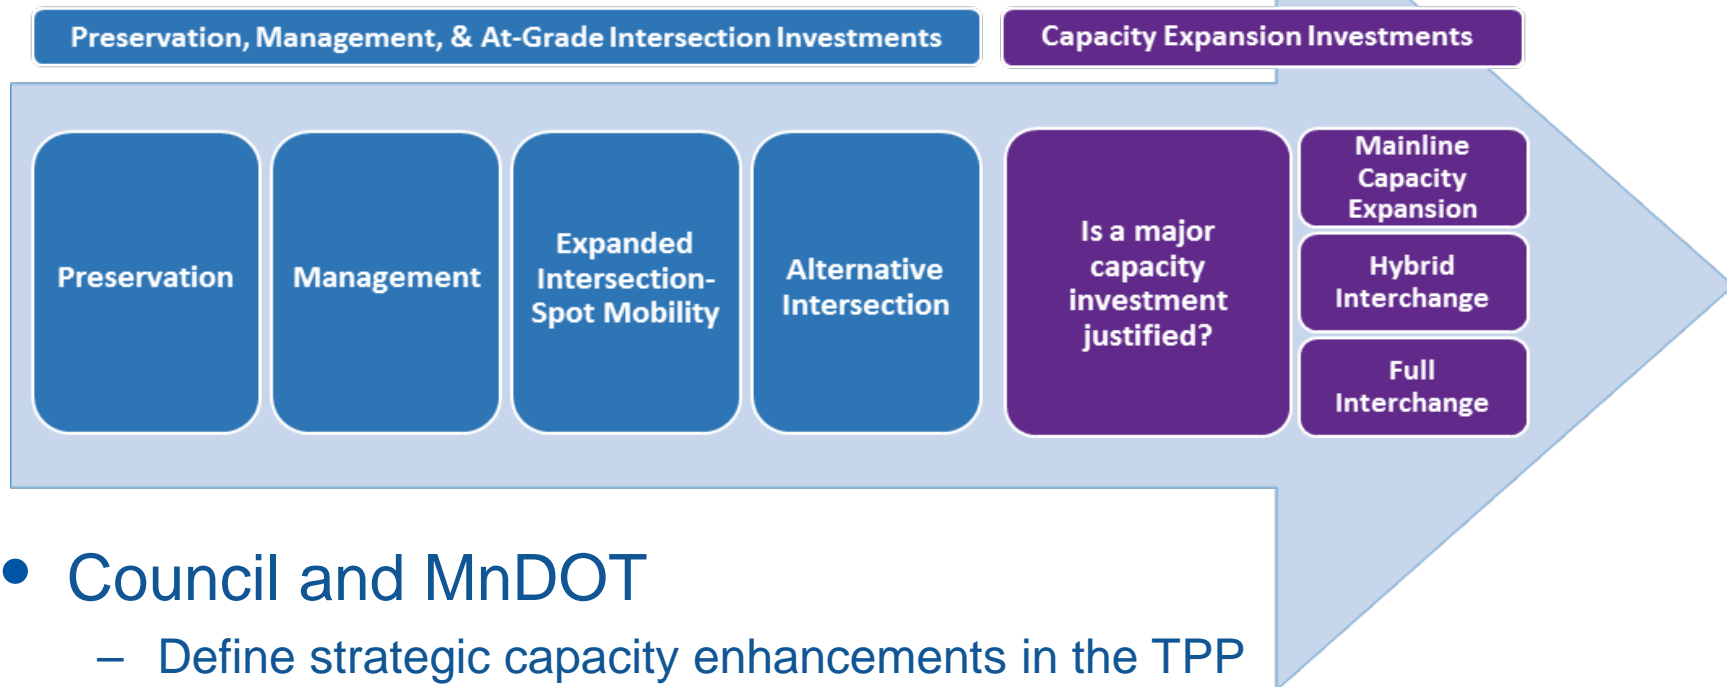 Preservation, Management, & At-Grade Intersection Investments
Capacity Expansion Investments
Preservation
Management
Expanded
Intersection-
Spot Mobility
Alternative
Intersection
Is a major
capacity
investment
justified?
Mainline
Capacity
Expansion
Hybrid
Interchange
Full
Interchange
• Council and MnDOT
– Define strategic capacity enhancements in the TPP